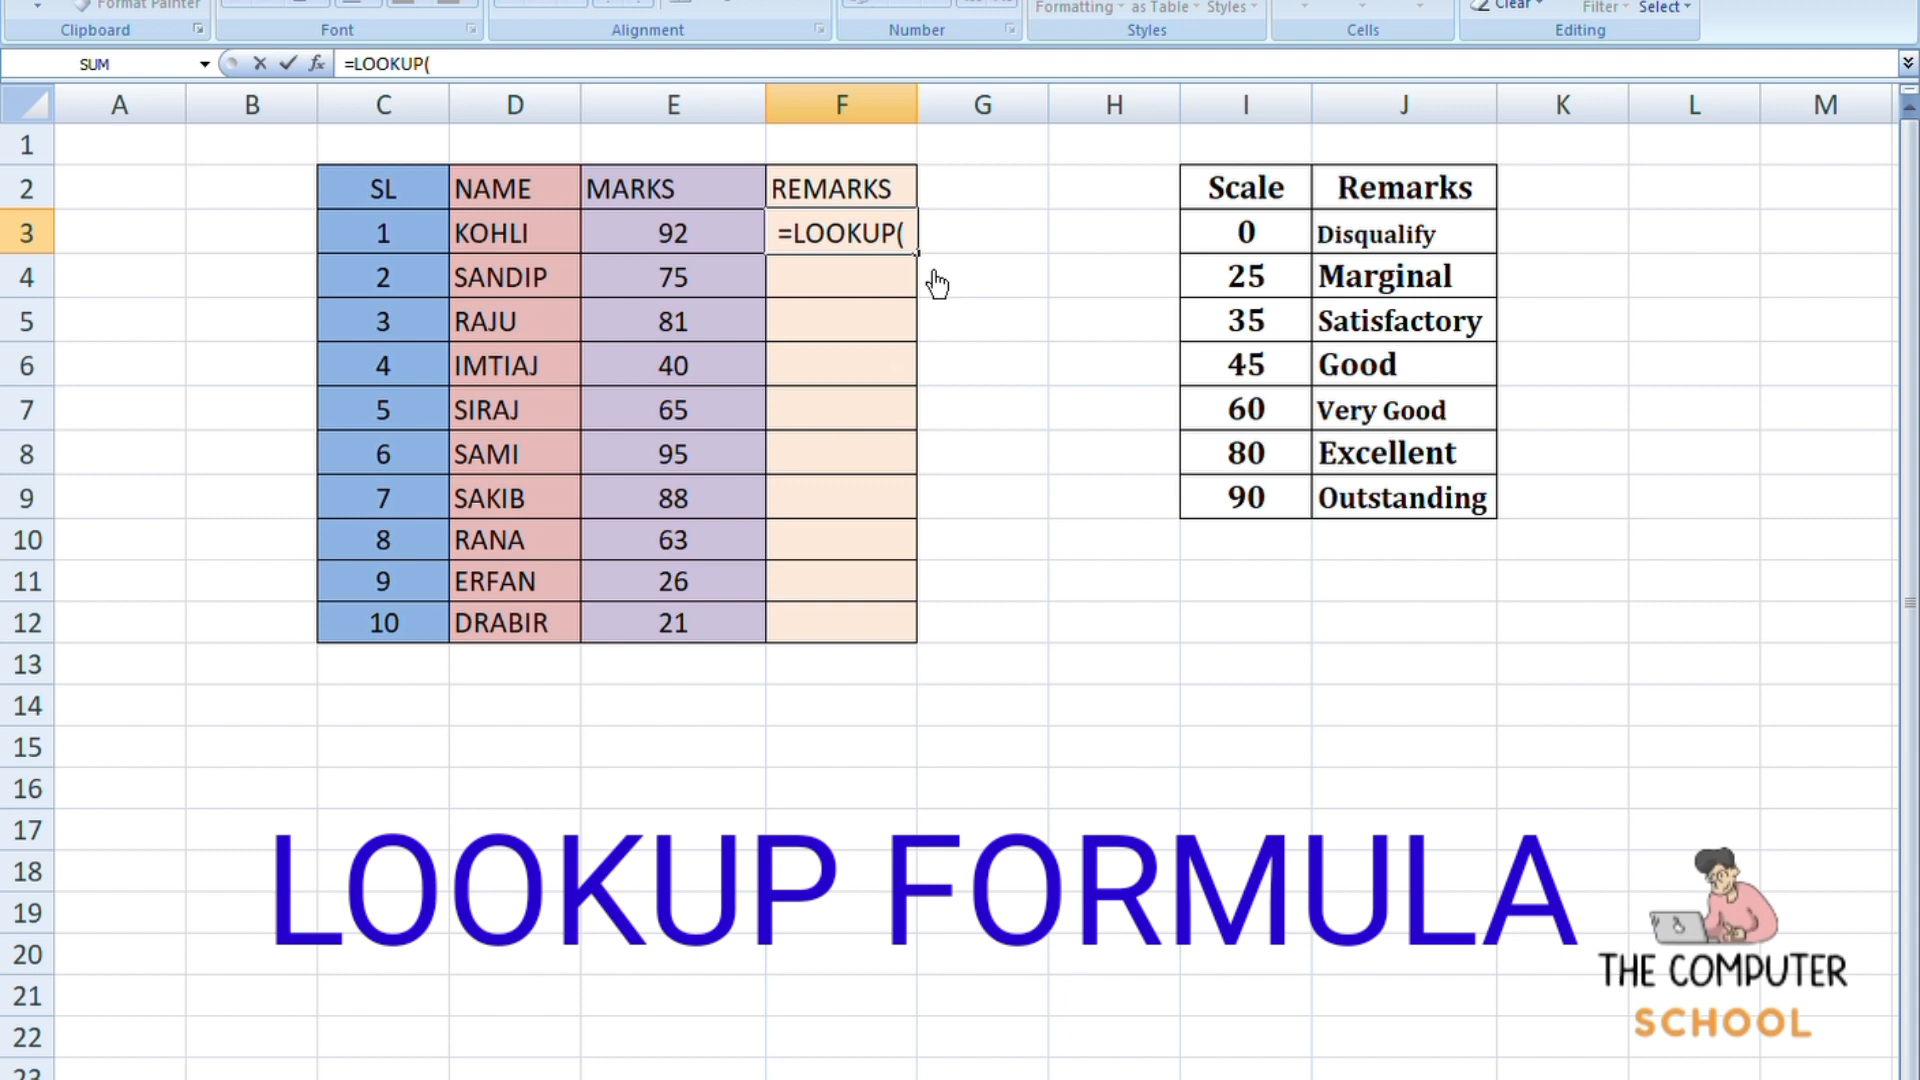 Format Painter
Formatting as Table Styles Clear Filter Select
Clipboard Font Alignment Number Styles Cells Editing
SUM fx =LOOKUP(
A B C D E F G H I J K L M
1
2 SL NAME MARKS REMARKS Scale Remarks
3 1 KOHLI 92 =LOOKUP( 0 Disqualify
4 2 SANDIP 75 25 Marginal
5 3 RAJU 81 35 Satisfactory
6 4 IMTIAJ 40 45 Good
7 5 SIRAJ 65 60 Very Good
8 6 SAMI 95 80 Excellent
9 7 SAKIB 88 90 Outstanding
10 8 RANA 63
11 9 ERFAN 26
12 10 DRABIR 21
13
14
15
16
17
18
19
20
21
22
23
LOOKUP FORMULA
THE COMPUTER
SCHOOL